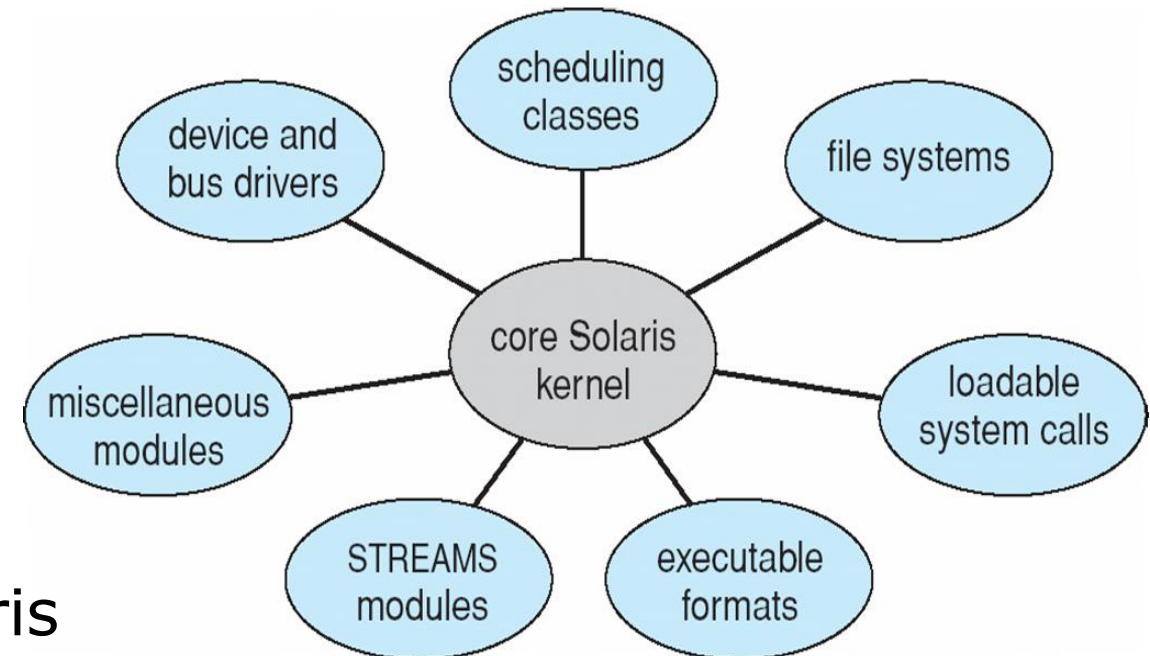 scheduling
classes
device and
bus drivers
file systems
core Solaris
kernel
miscellaneous
modules
loadable
system calls
STREAMS
modules
executable
formats
ris